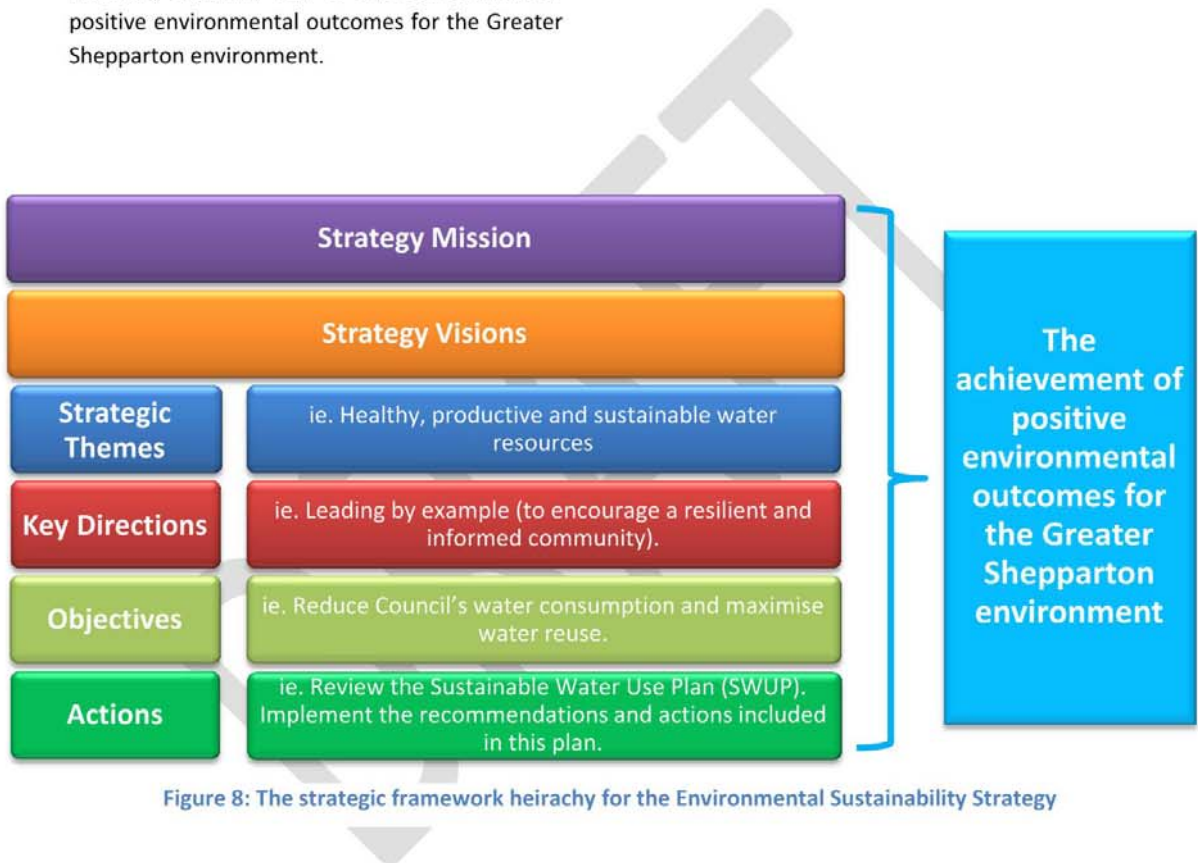 positive environmental outcomes for the Greater
Shepparton environment.
Strategy Mission
Strategy Visions
Strategic
Themes
ie. Healthy, productive and sustainable water
resources
Key Directions
ie. Leading by example (to encourage a resilient and
informed community).
Objectives
ie. Reduce Council's water consumption and maximise
water reuse.
Actions
ie. Review the Sustainable Water Use Plan (SWUP).
Implement the recommendations and actions included
in this plan.
The
achievement of
positive
environmental
outcomes for
the Greater
Shepparton
environment
Figure 8: The strategic framework heirachy for the Environmental Sustainability Strategy